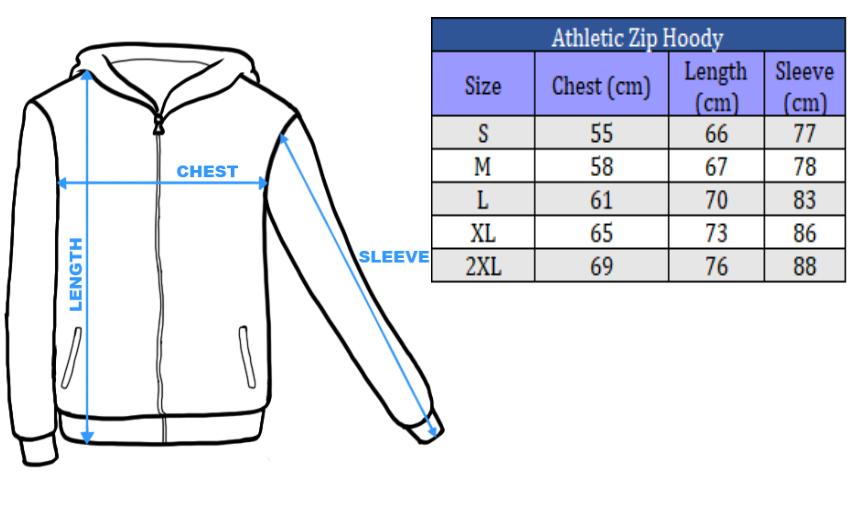 CHEST
LENGTH
SLEEVE
Athletic Zip Hoody
Size Chest (cm) Length (cm) Sleeve (cm)
S 55 66 77
M 58 67 78
L 61 70 83
XL 65 73 86
2XL 69 76 88